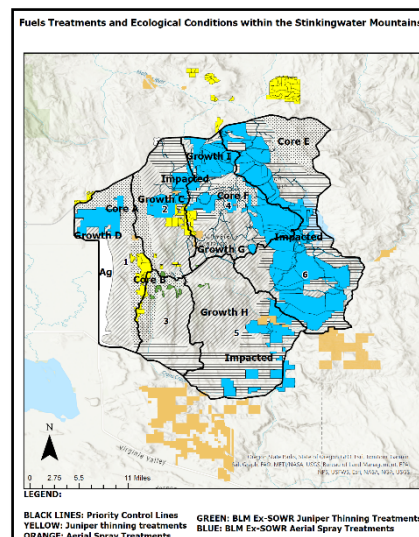 Fuels Treatments and Ecological Conditions within the Stinkingwater Mountains
Core E
Growth I
Impacted
Growth C
2
Core F
4
Core A
Growth D
Growth G
Impacted
1
Ag
Core B
6
Growth H
3
5
Impacted
N
Virginia Valley
0 2.75 5.5 11 Miles
LEGEND:
BLACK LINES: Priority Control Lines
YELLOW: Juniper thinning treatments
ORANGE: Aerial Spray Treatments
GREEN: BLM Ex-SOWR Juniper Thinning Treatments
BLUE: BLM Ex-SOWR Aerial Spray Treatments